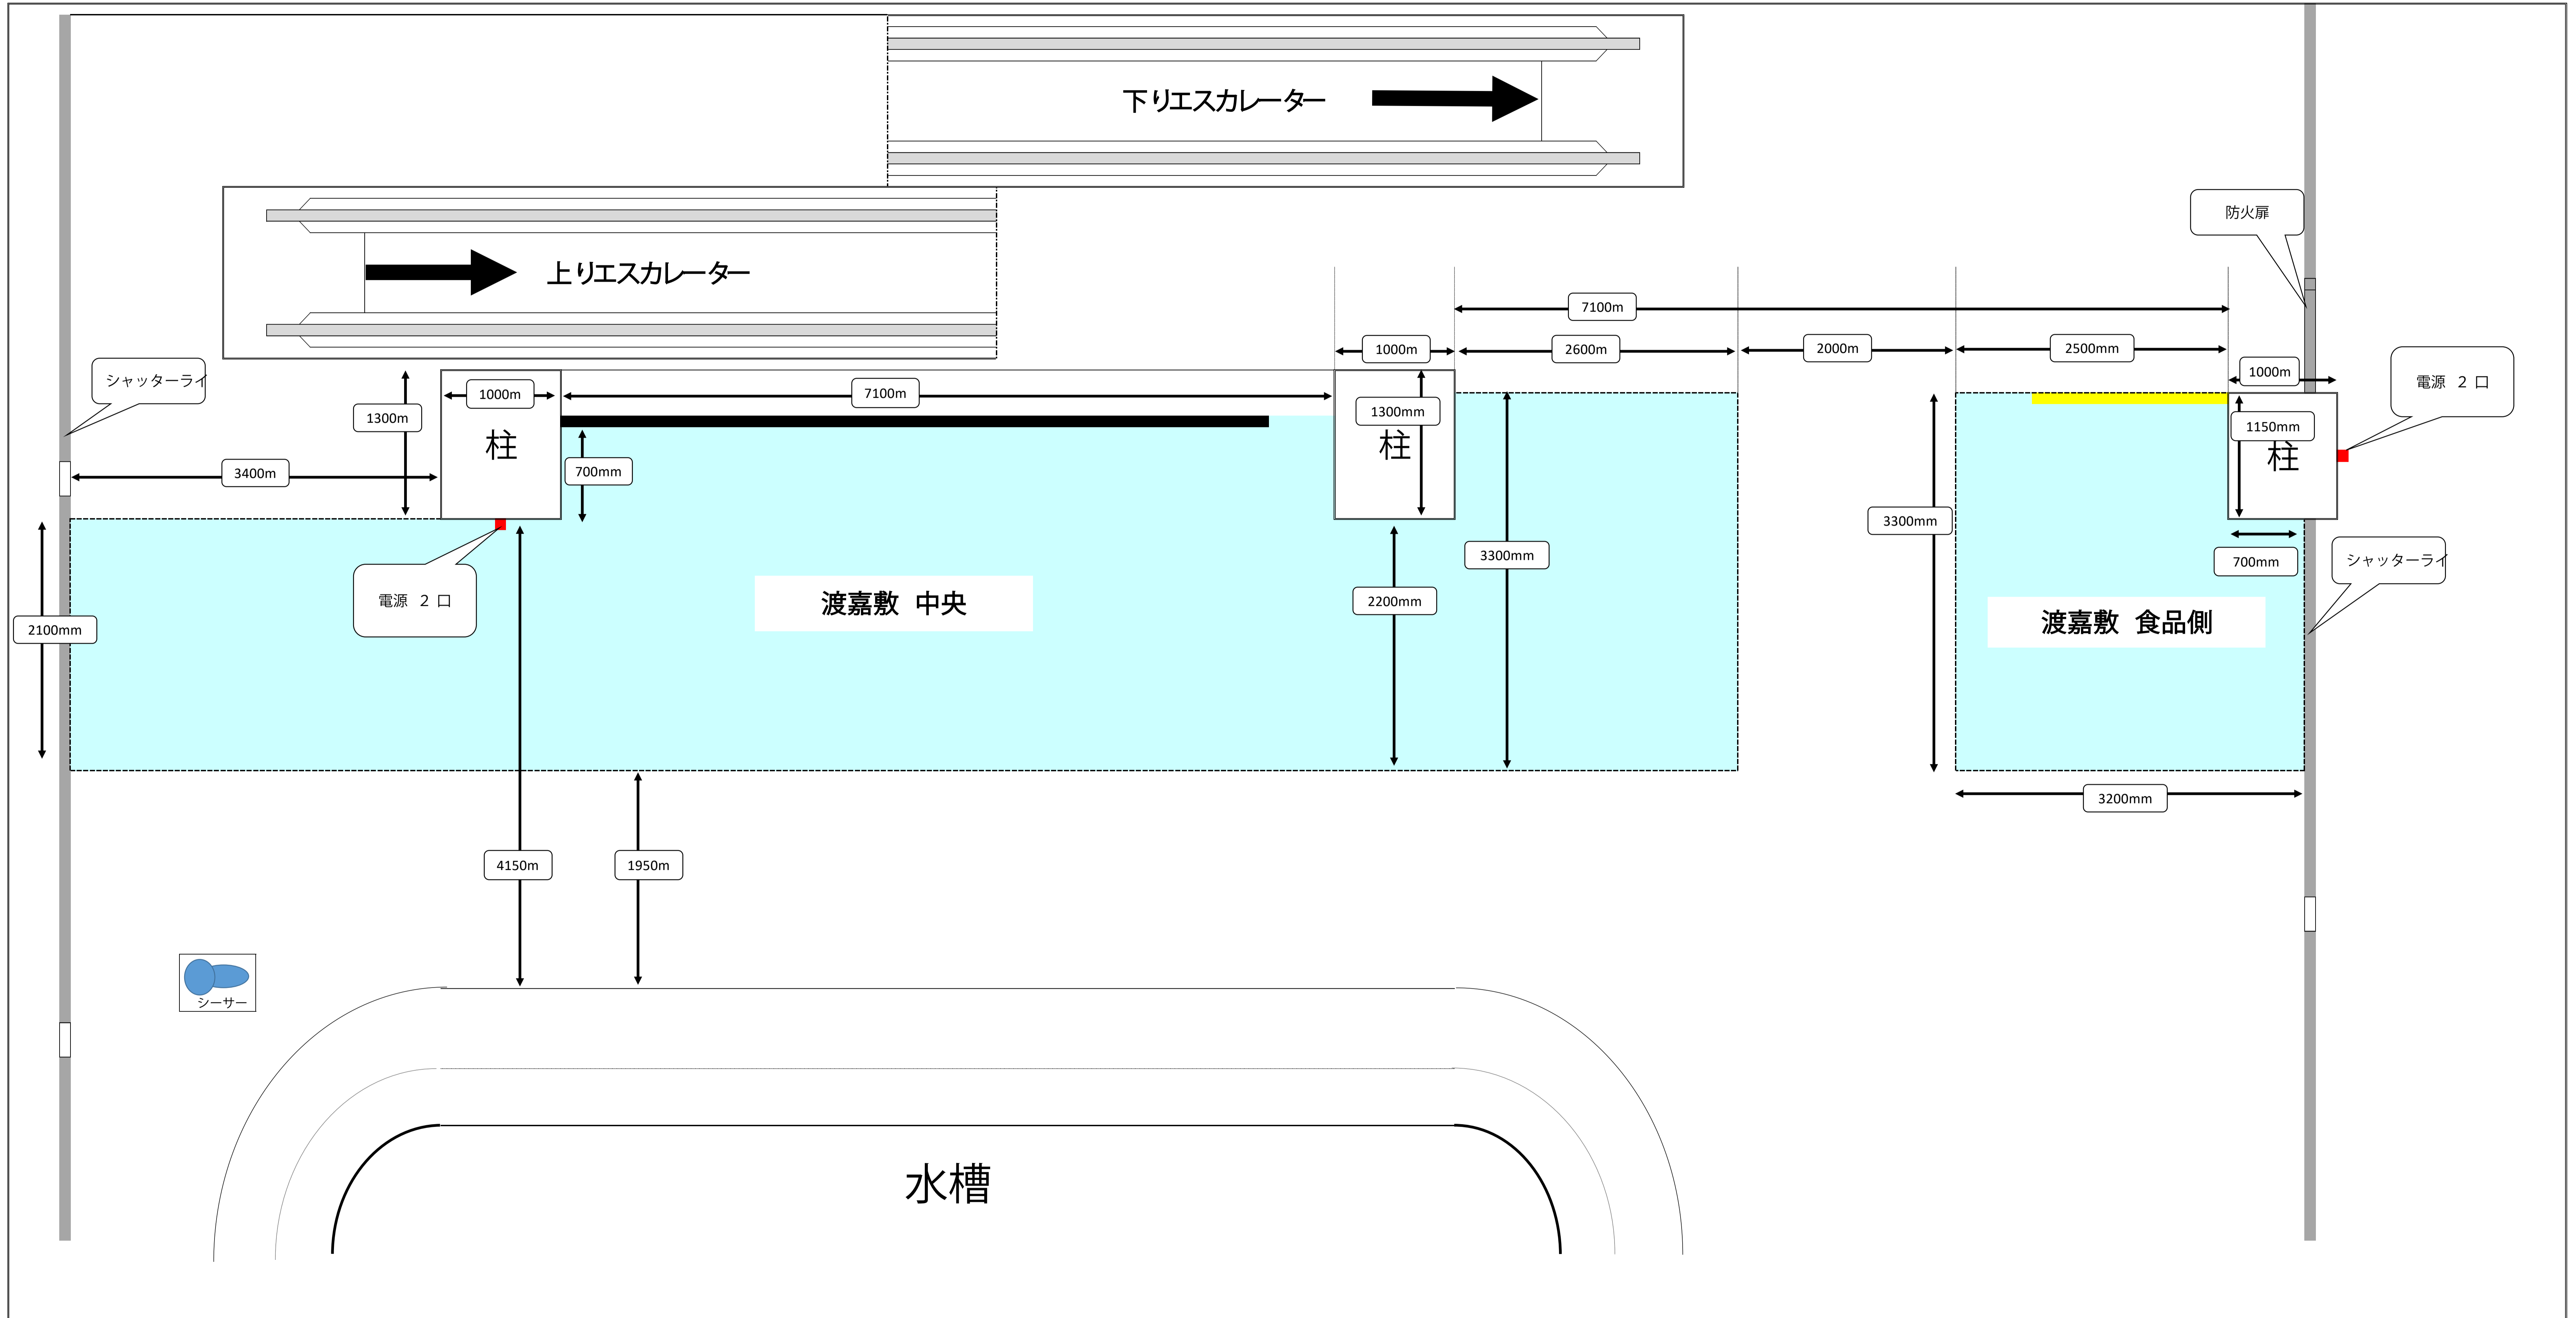 下りエスカレーター
防火扉
上りエスカレーター
7100m
1000m
2600m
2000m
2500mm
シャッターライ
1000m
電源 2 口
1000m
7100m
1300m
1300mm
1150mm
柱
柱
柱
3400m
700mm
3300mm
3300mm
700mm
シャッターライ
電源 2 口
渡嘉敷 中央
2200mm
渡嘉敷 食品側
2100mm
3200mm
4150m
1950m
シーサー
水槽